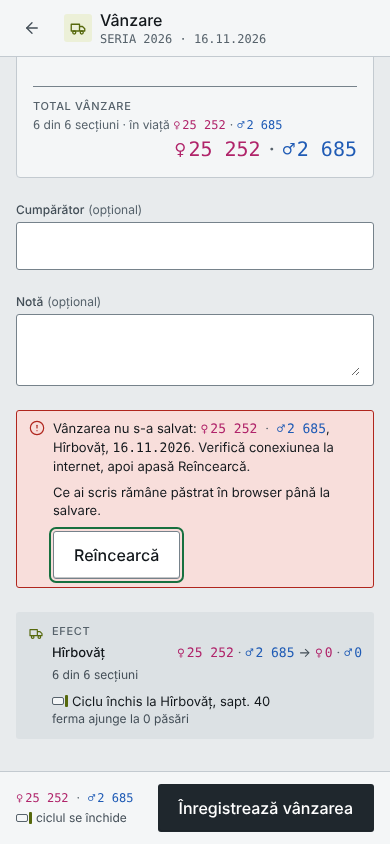 Vânzare
SERIA 2026 · 16.11.2026
TOTAL VÂNZARE
6 din 6 secțiuni · în viață ♀25 252 · ♂2 685
♀25 252 · ♂2 685
Cumpărător (opțional)
Notă (opțional)
Vânzarea nu s-a salvat: ♀25 252 · ♂2 685,
Hîrbovăț, 16.11.2026. Verifică conexiunea la
internet, apoi apasă Reîncearcă.
Ce ai scris rămâne păstrat în browser până la
salvare.
Reîncearcă
EFECT
Hîrbovăț ♀25 252 · ♂2 685 → ♀0 · ♂0
6 din 6 secțiuni
Ciclu închis la Hîrbovăț, sapt. 40
ferma ajunge la 0 păsări
♀25 252 · ♂2 685
ciclul se închide
Înregistrează vânzarea